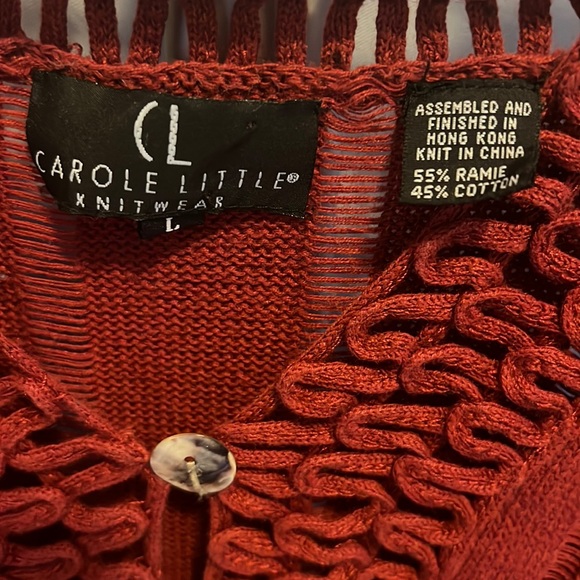 CL
CAROLE LITTLE®
KNITWEAR
L
ASSEMBLED AND
FINISHED IN
HONG KONG
KNIT IN CHINA
55% RAMIE
45% COTTON